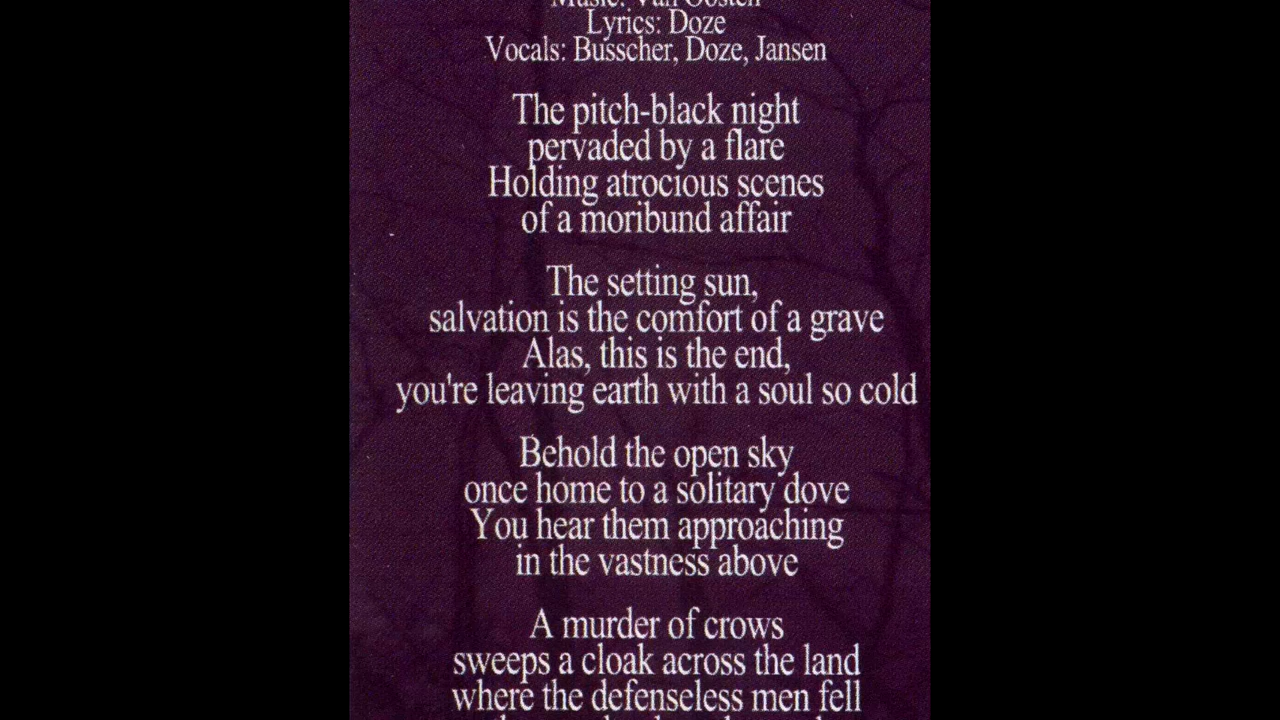 Music: Van Oosten
Lyrics: Doze
Vocals: Busscher, Doze, Jansen
The pitch-black night
pervaded by a flare
Holding atrocious scenes
of a moribund affair
The setting sun,
salvation is the comfort of a grave
Alas, this is the end,
you're leaving earth with a soul so cold
Behold the open sky
once home to a solitary dove
You hear them approaching
in the vastness above
A murder of crows
sweeps a cloak across the land
where the defenseless men fell